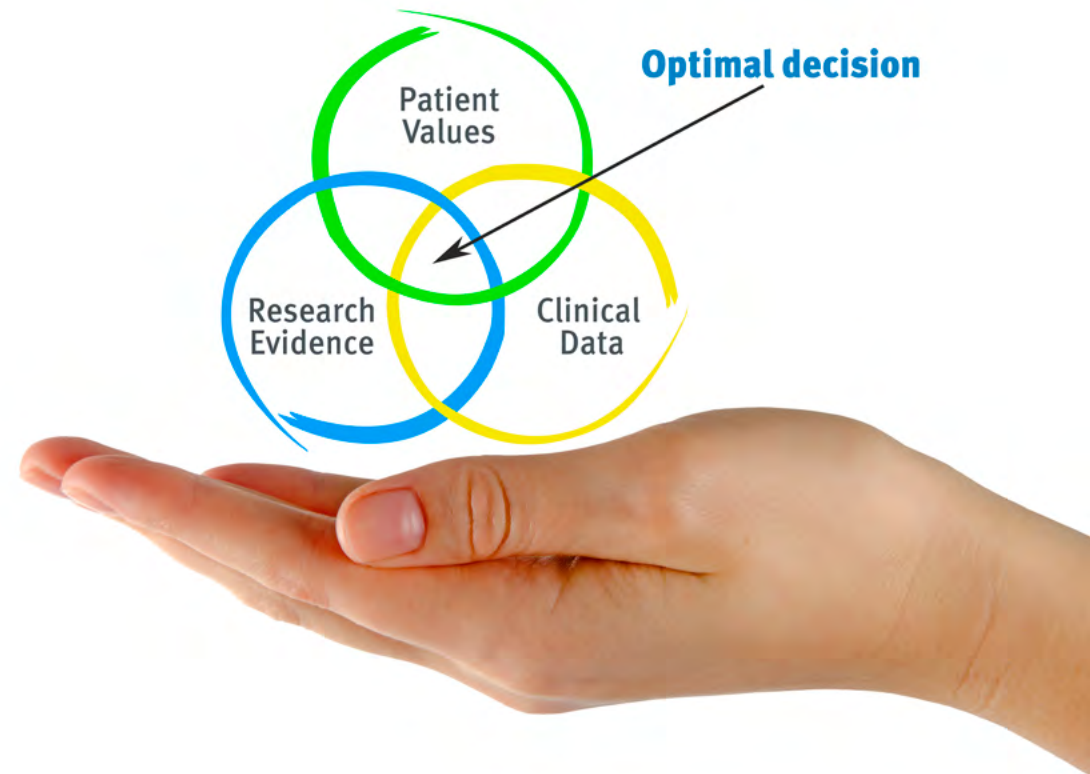 Optimal decision
Patient
Values
Research
Evidence
Clinical
Data